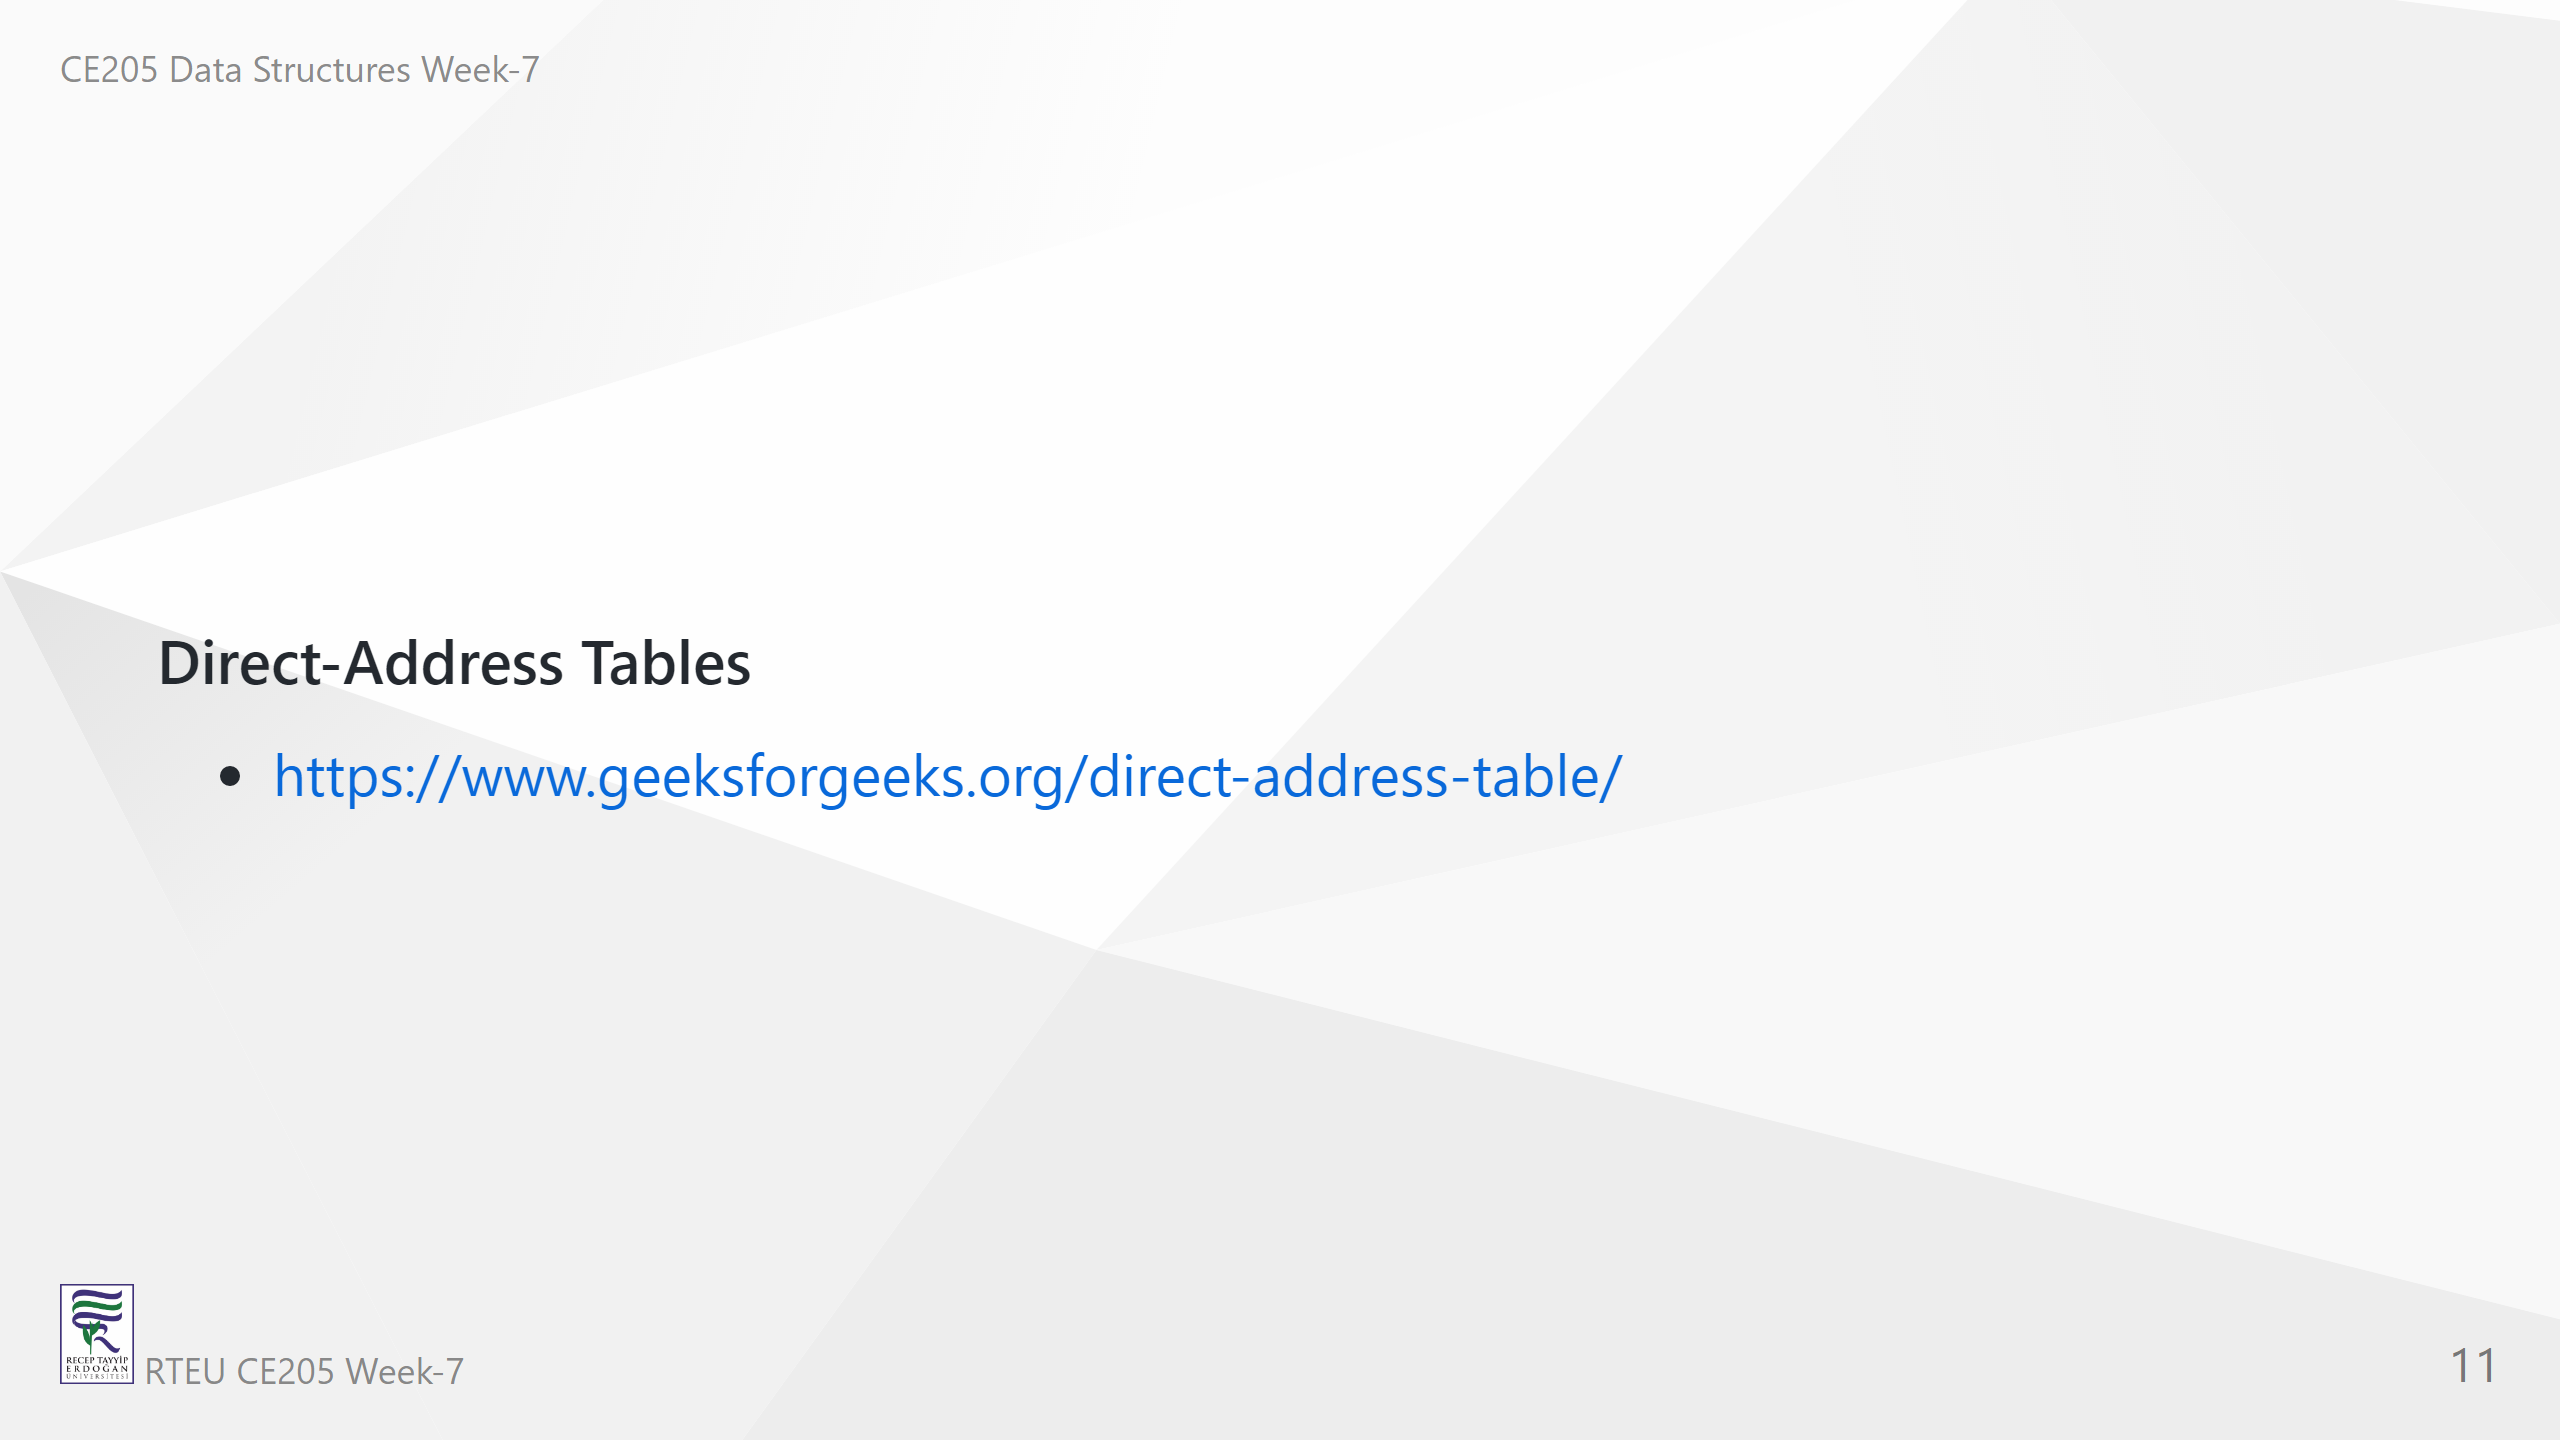 CE205 Data Structures Week-7
Direct-Address Tables
• https://www.geeksforgeeks.org/direct-address-table/
RECEP TAYYİP
ERDOĞAN
ÜNİVERSİTESİ
RTEU CE205 Week-7
11